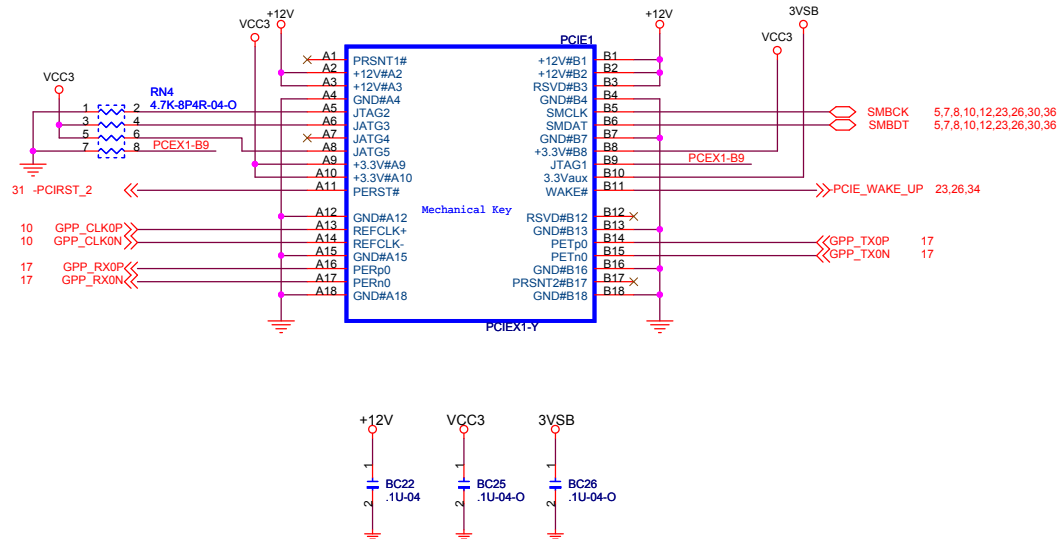 +12V
VCC3
+12V
3VSB
VCC3
PCIE1
VCC3
RN4
4.7K-8P4R-04-O
1 2
3 4
5 6
7 8
PCEX1-B9
A1 PRSNT1#
A2 +12V#A2
A3 +12V#A3
A4 GND#A4
A5 JTAG2
A6 JATG3
A7 JATG4
A8 JATG5
A9 +3.3V#A9
A10 +3.3V#A10
A11 PERST#
A12 GND#A12
A13 REFCLK+
A14 REFCLK-
A15 GND#A15
A16 PERp0
A17 PERn0
A18 GND#A18
31 -PCIRST_2
10 GPP_CLK0P
10 GPP_CLK0N
17 GPP_RX0P
17 GPP_RX0N
Mechanical Key
+12V#B1 B1
+12V#B2 B2
RSVD#B3 B3
GND#B4 B4
SMCLK B5
SMDAT B6
GND#B7 B7
+3.3V#B8 B8
JTAG1 B9
3.3Vaux B10
WAKE# B11
RSVD#B12 B12
GND#B13 B13
PETp0 B14
PETn0 B15
GND#B16 B16
PRSNT2#B17 B17
GND#B18 B18
SMBCK 5,7,8,10,12,23,26,30,36
SMBDT 5,7,8,10,12,23,26,30,36
PCEX1-B9
-PCIE_WAKE_UP 23,26,34
GPP_TX0P 17
GPP_TX0N 17
PCIEX1-Y
+12V
VCC3
3VSB
1
1
1
BC22
.1U-04
BC25
.1U-04-O
BC26
.1U-04-O
2
2
2